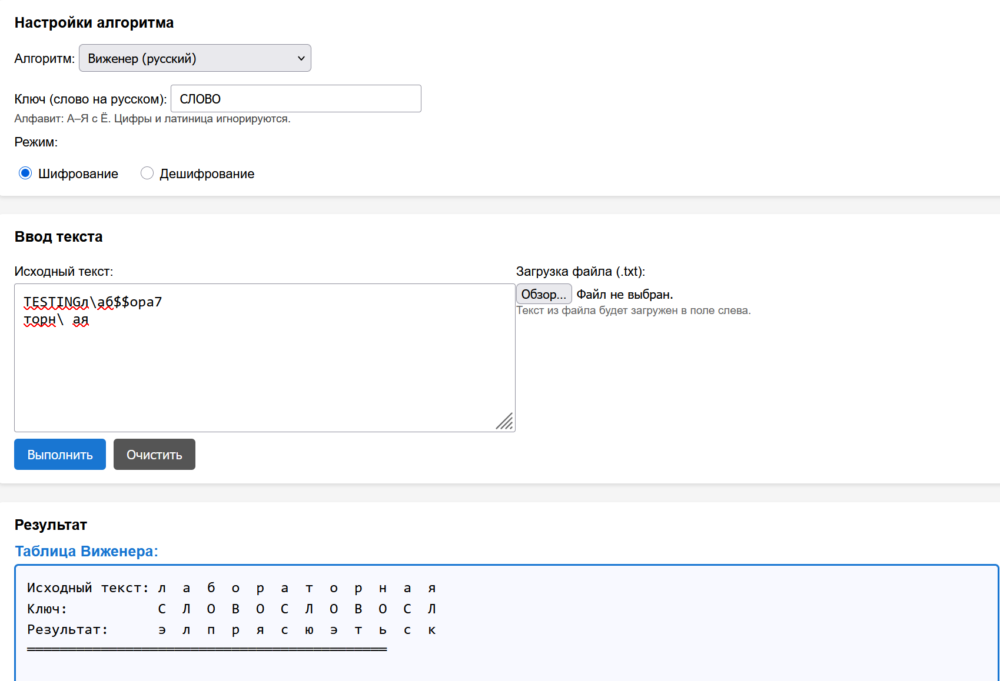 Настройки алгоритма
Алгоритм: Виженер (русский)
Ключ (слово на русском): СЛОВО
Алфавит: А–Я с Ё. Цифры и латиница игнорируются.
Режим:
Шифрование Дешифрование
Ввод текста
Исходный текст:
TESTINGл\аб$$ора7
торн\ ая
Загрузка файла (.txt):
Обзор... Файл не выбран.
Текст из файла будет загружен в поле слева.
Выполнить Очистить
Результат
Таблица Виженера:
Исходный текст: л а б о р а т о р н а я
Ключ: С Л О В О С Л О В О С Л
Результат: э л п р я с ю э т ь с к
════════════════════════════════════════════